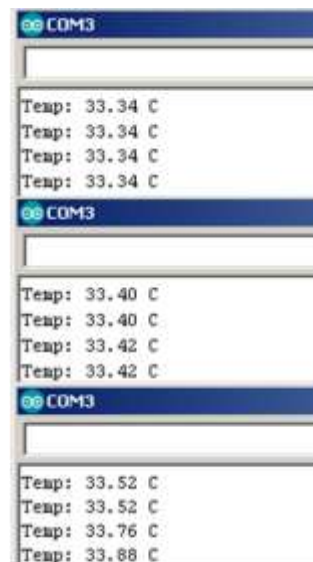 COM3
Temp: 33.34 C
Temp: 33.34 C
Temp: 33.34 C
Temp: 33.34 C
COM3
Temp: 33.40 C
Temp: 33.40 C
Temp: 33.42 C
Temp: 33.42 C
COM3
Temp: 33.52 C
Temp: 33.52 C
Temp: 33.76 C
Temp: 33.88 C